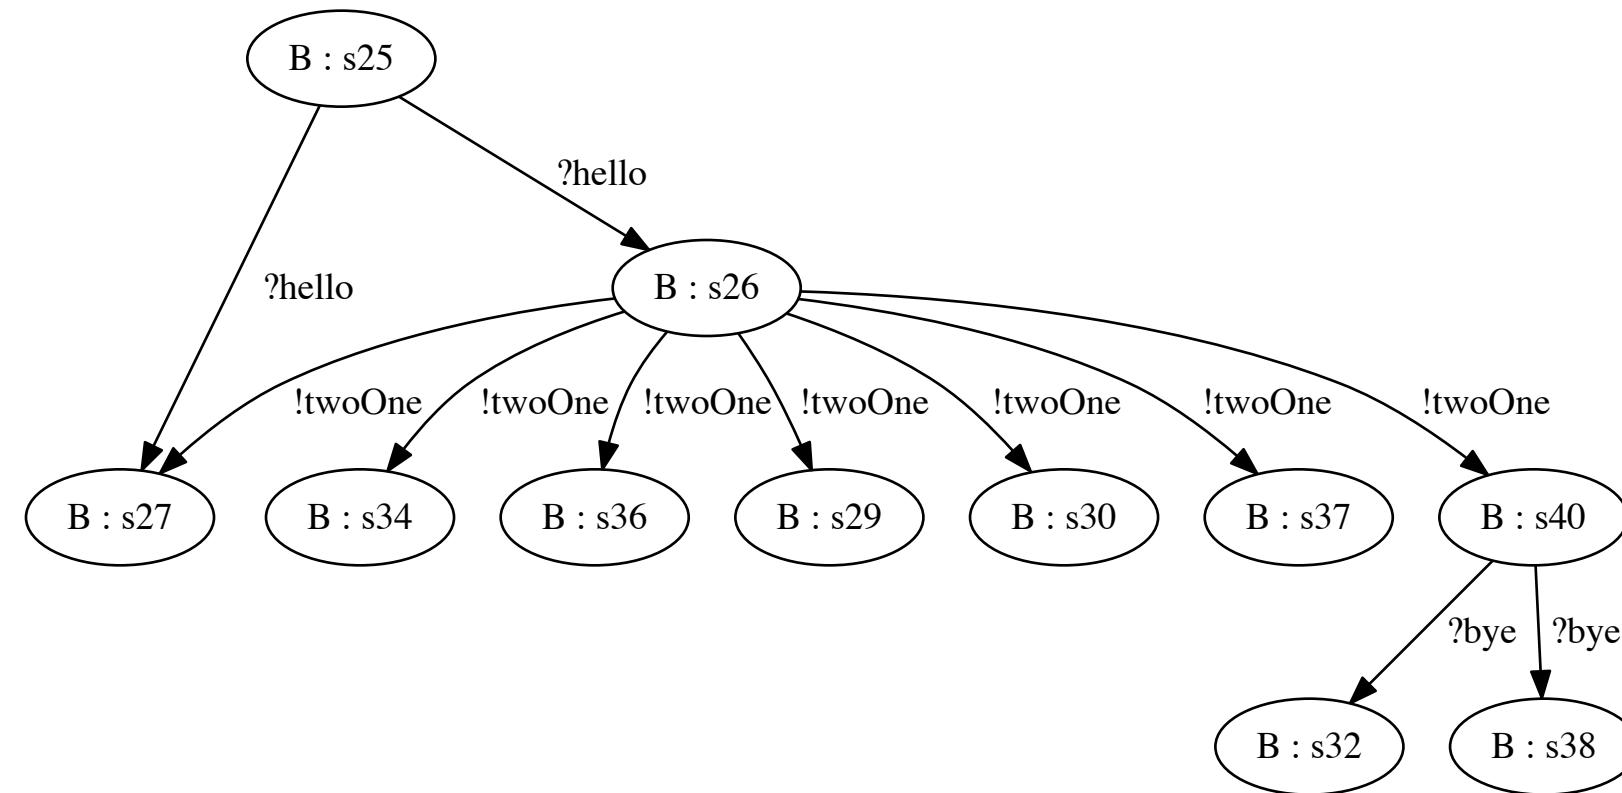 B : s25
?hello
B : s26
?hello
!twoOne
!twoOne
!twoOne
!twoOne
!twoOne
!twoOne
!twoOne
B : s27
B : s34
B : s36
B : s29
B : s30
B : s37
B : s40
?bye
?bye
B : s32
B : s38